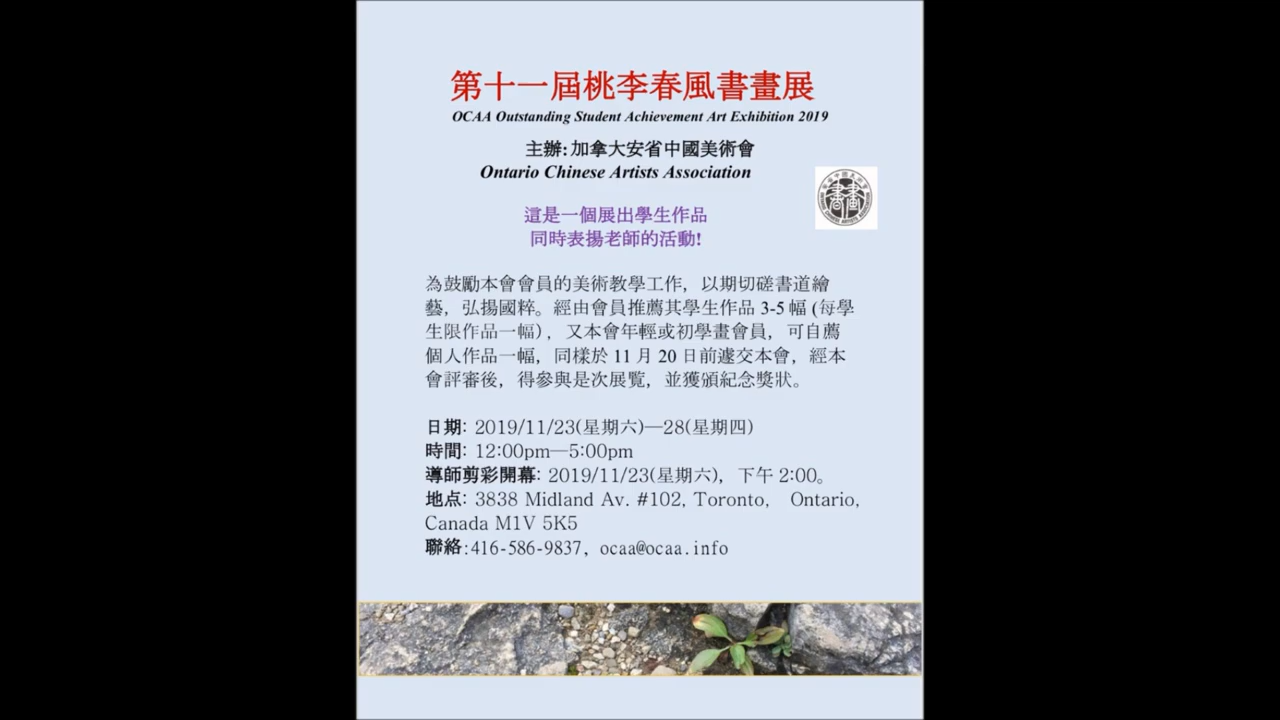 第十一屆桃李春風書畫展
OCAA Outstanding Student Achievement Art Exhibition 2019
主辦:加拿大安省中國美術會
Ontario Chinese Artists Association
這是一個展出學生作品
同時表揚老師的活動!
為鼓勵本會會員的美術教學工作，以期切磋書道繪
藝，弘揚國粹。經由會員推薦其學生作品 3-5 幅 (每學
生限作品一幅），又本會年輕或初學畫會員，可自薦
個人作品一幅，同樣於 11 月 20 日前遞交本會，經本
會評審後，得參與是次展覧，並獲頒紀念獎狀。
日期: 2019/11/23(星期六)—28(星期四)
時間: 12:00pm—5:00pm
導師剪彩開幕: 2019/11/23(星期六)，下午 2:00。
地点: 3838 Midland Av. #102, Toronto, Ontario,
Canada M1V 5K5
聯絡:416-586-9837, ocaa@ocaa.info